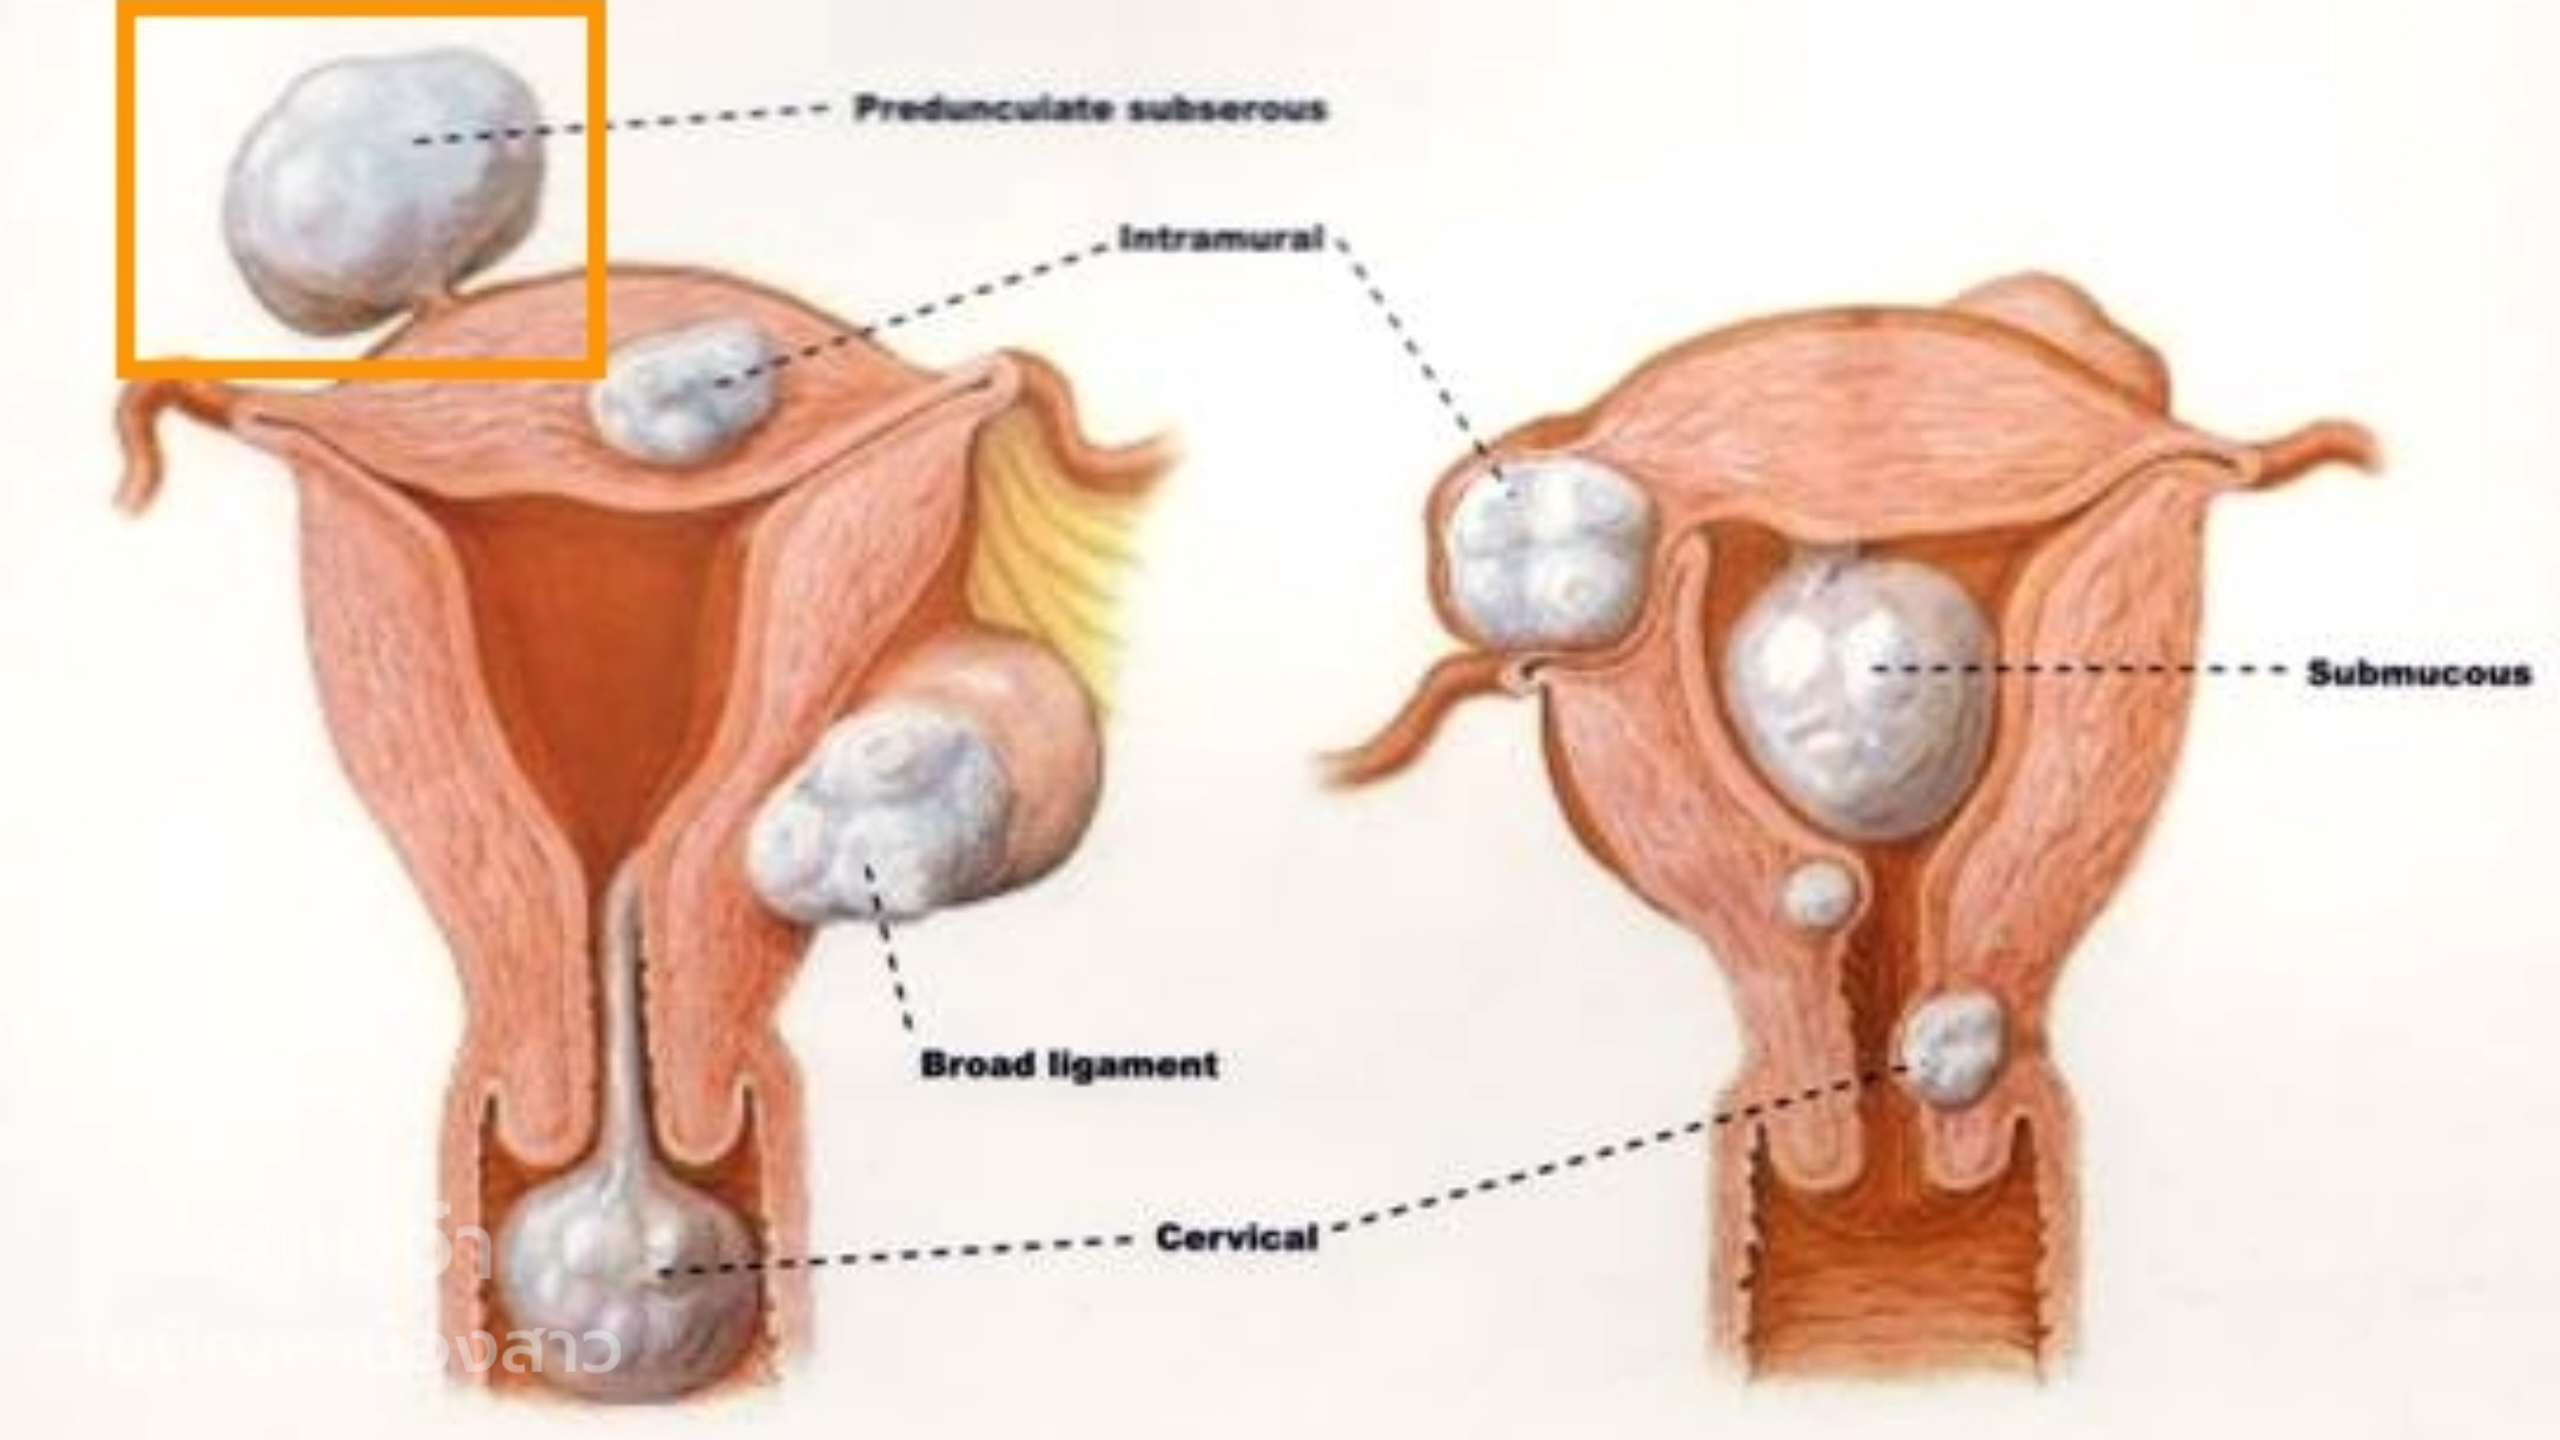 Predunculate subserous
Intramural
Submucous
Broad ligament
Cervical